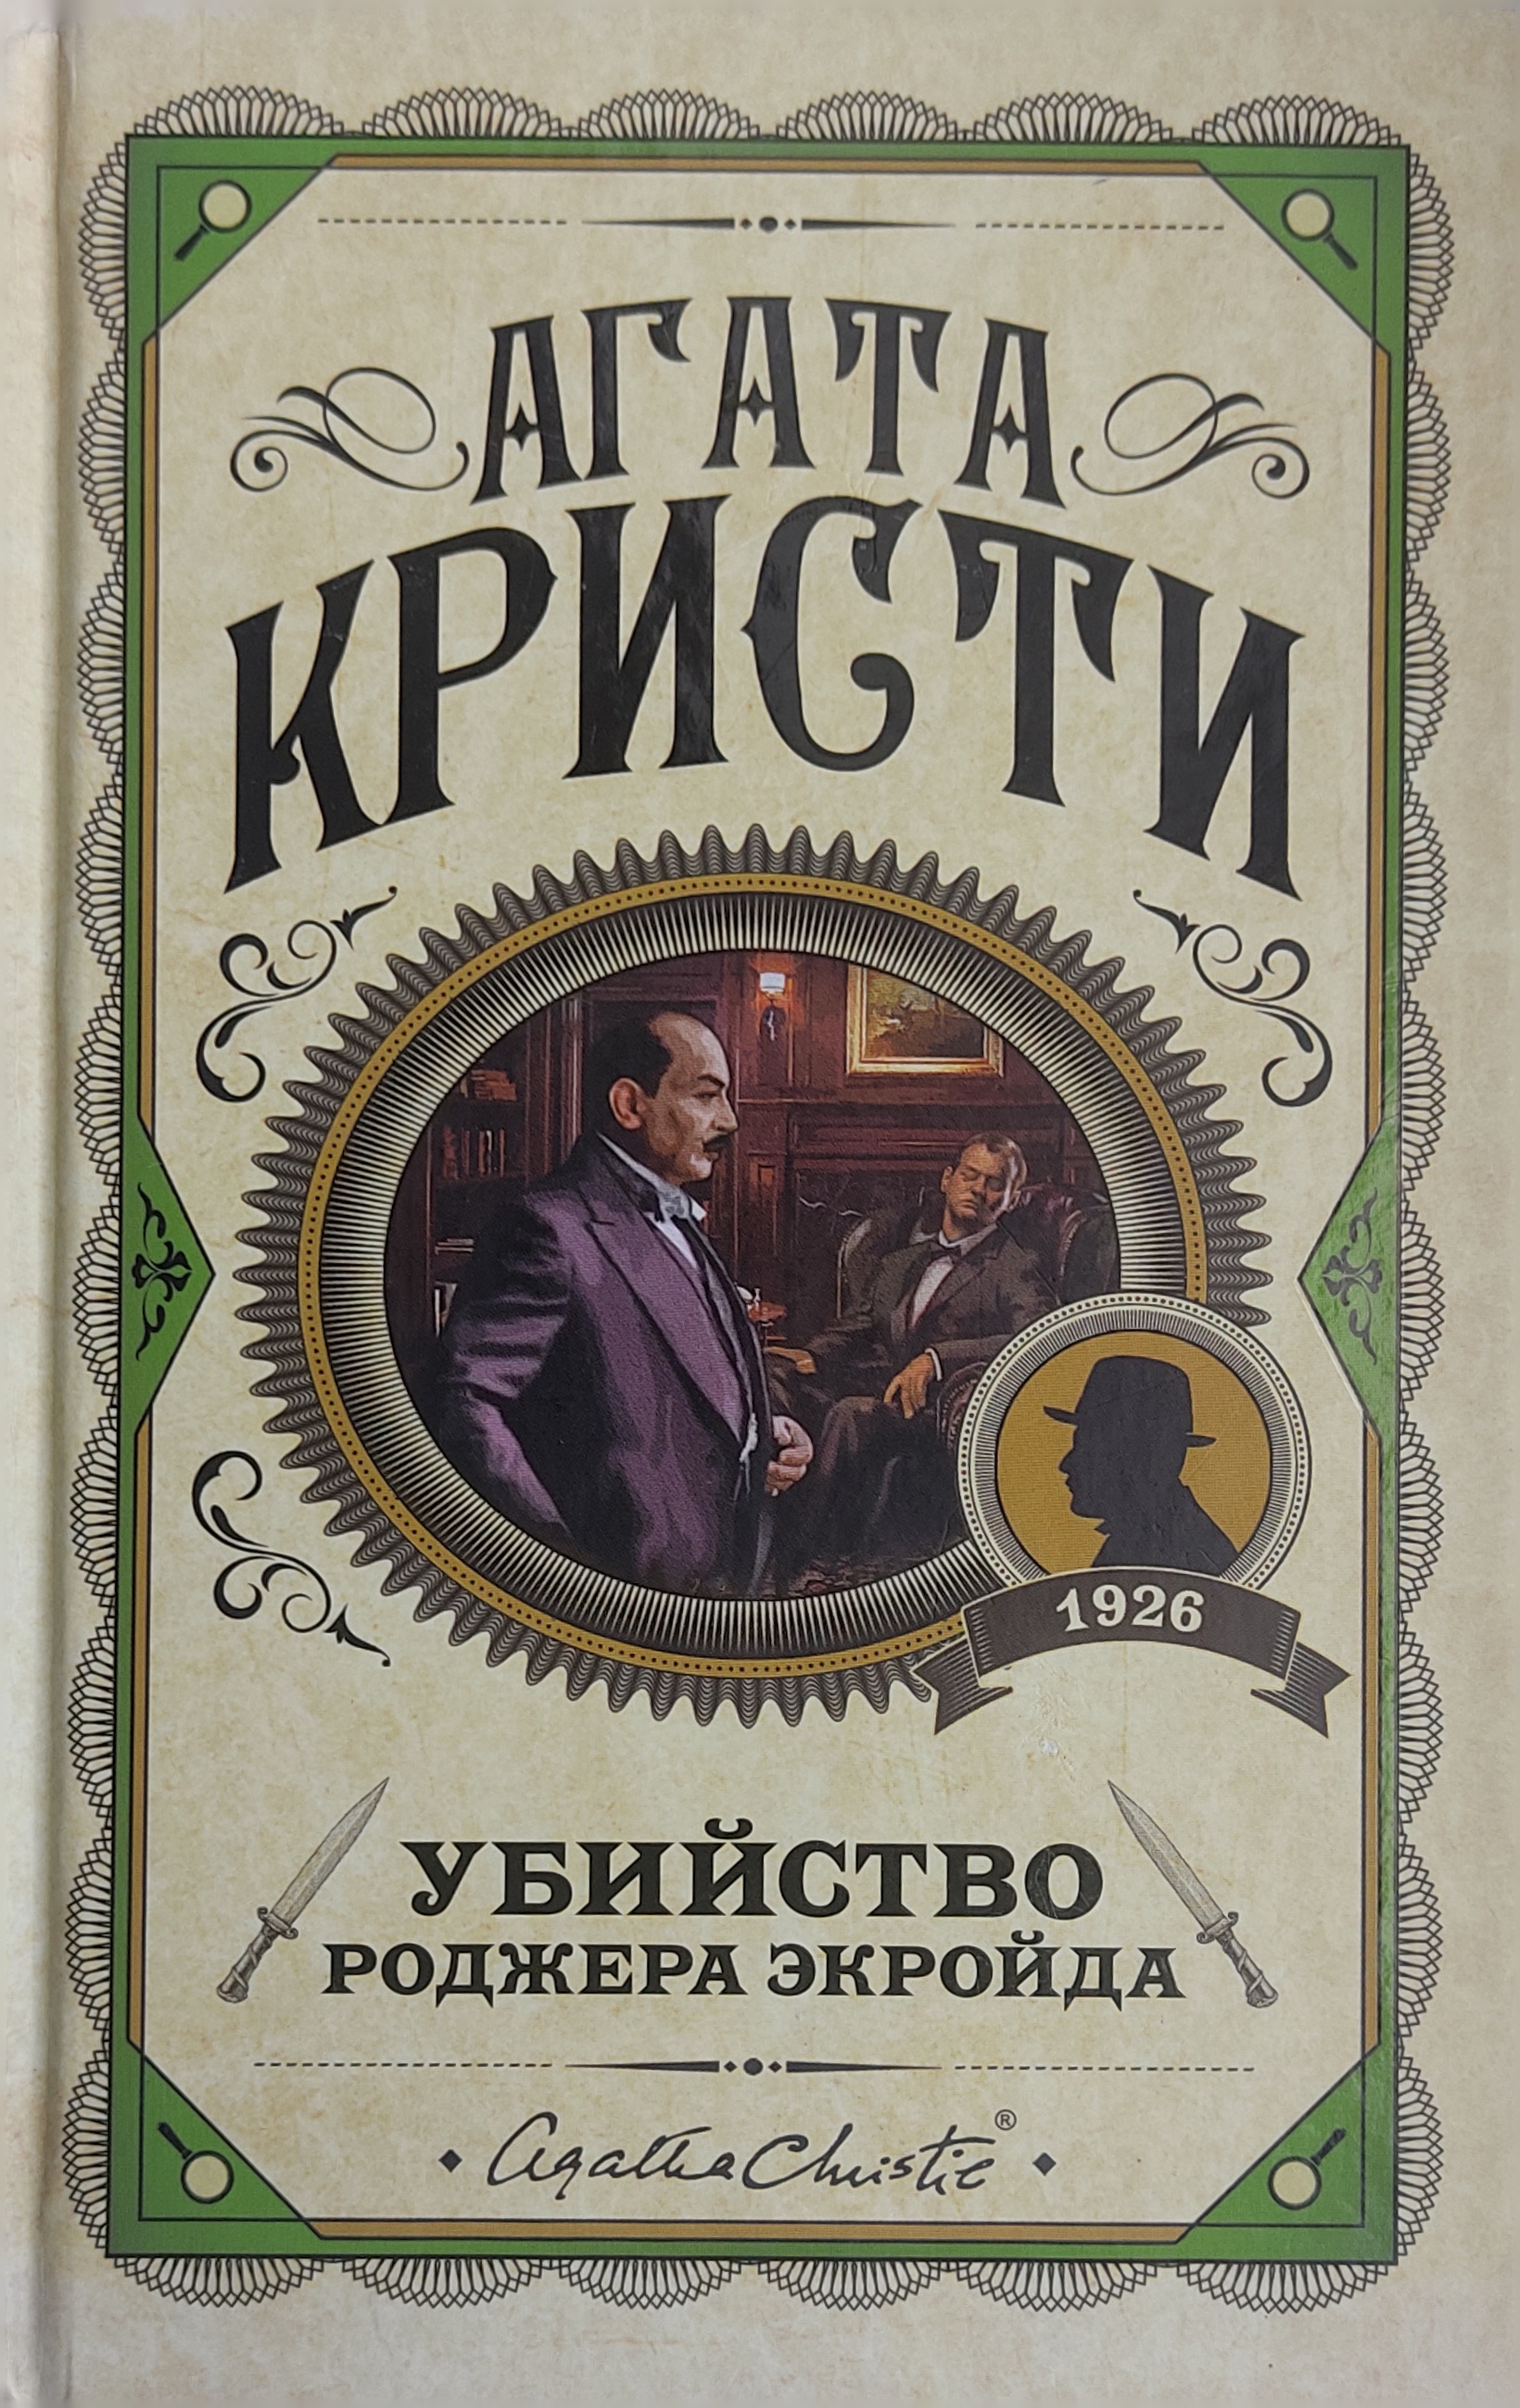 АГАТА
КРИСТИ
1926
УБИЙСТВО
РОДЖЕРА ЭКРОЙДА
Agatha Christie®